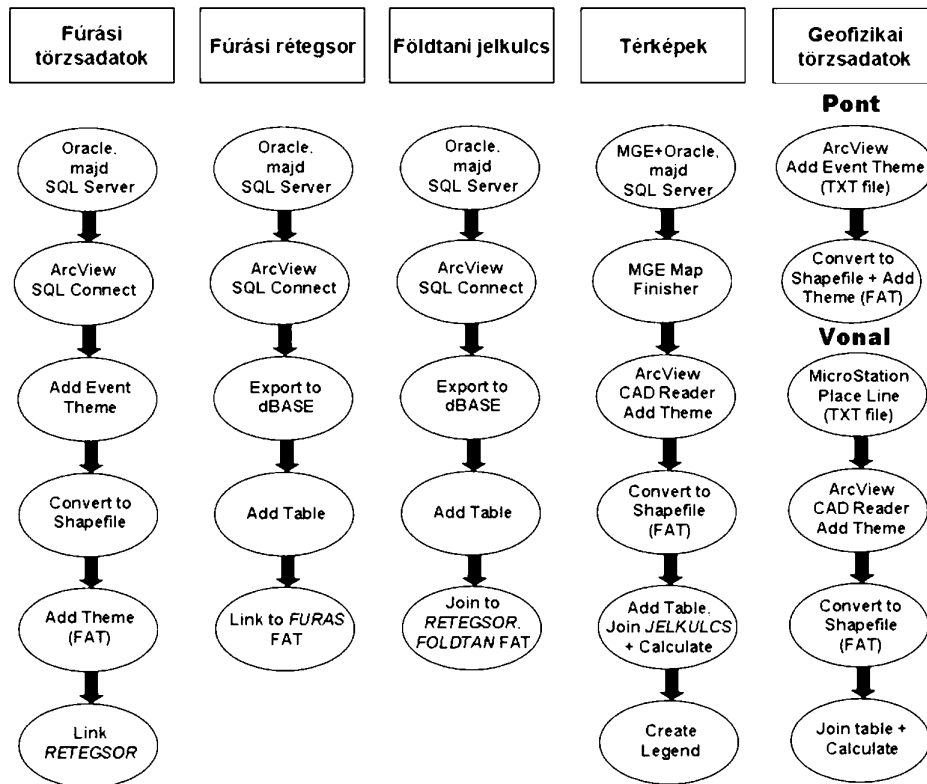 Fúrási
törzsadatok
Oracle,
majd
SQL Server
ArcView
SQL Connect
Add Event
Theme
Convert to
Shapefile
Add Theme
(FAT)
Link
RETEGSOR
Fúrási rétegsor
Oracle,
majd
SQL Server
ArcView
SQL Connect
Export to
dBASE
Add Table
Link to FURAS
FAT
Földtani jelkulcs
Oracle,
majd
SQL Server
ArcView
SQL Connect
Export to
dBASE
Add Table
Join to
RETEGSOR,
FOLDTAN FAT
Térképek
MGE+Oracle,
majd
SQL Server
MGE Map
Finisher
ArcView
CAD Reader
Add Theme
Convert to
Shapefile
(FAT)
Add Table,
Join JELKULCS
+ Calculate
Create
Legend
Geofizikai
törzsadatok
Pont
ArcView
Add Event Theme
(TXT file)
Convert to
Shapefile + Add
Theme (FAT)
Vonal
MicroStation
Place Line
(TXT file)
ArcView
CAD Reader
Add Theme
Convert to
Shapefile
(FAT)
Join table +
Calculate